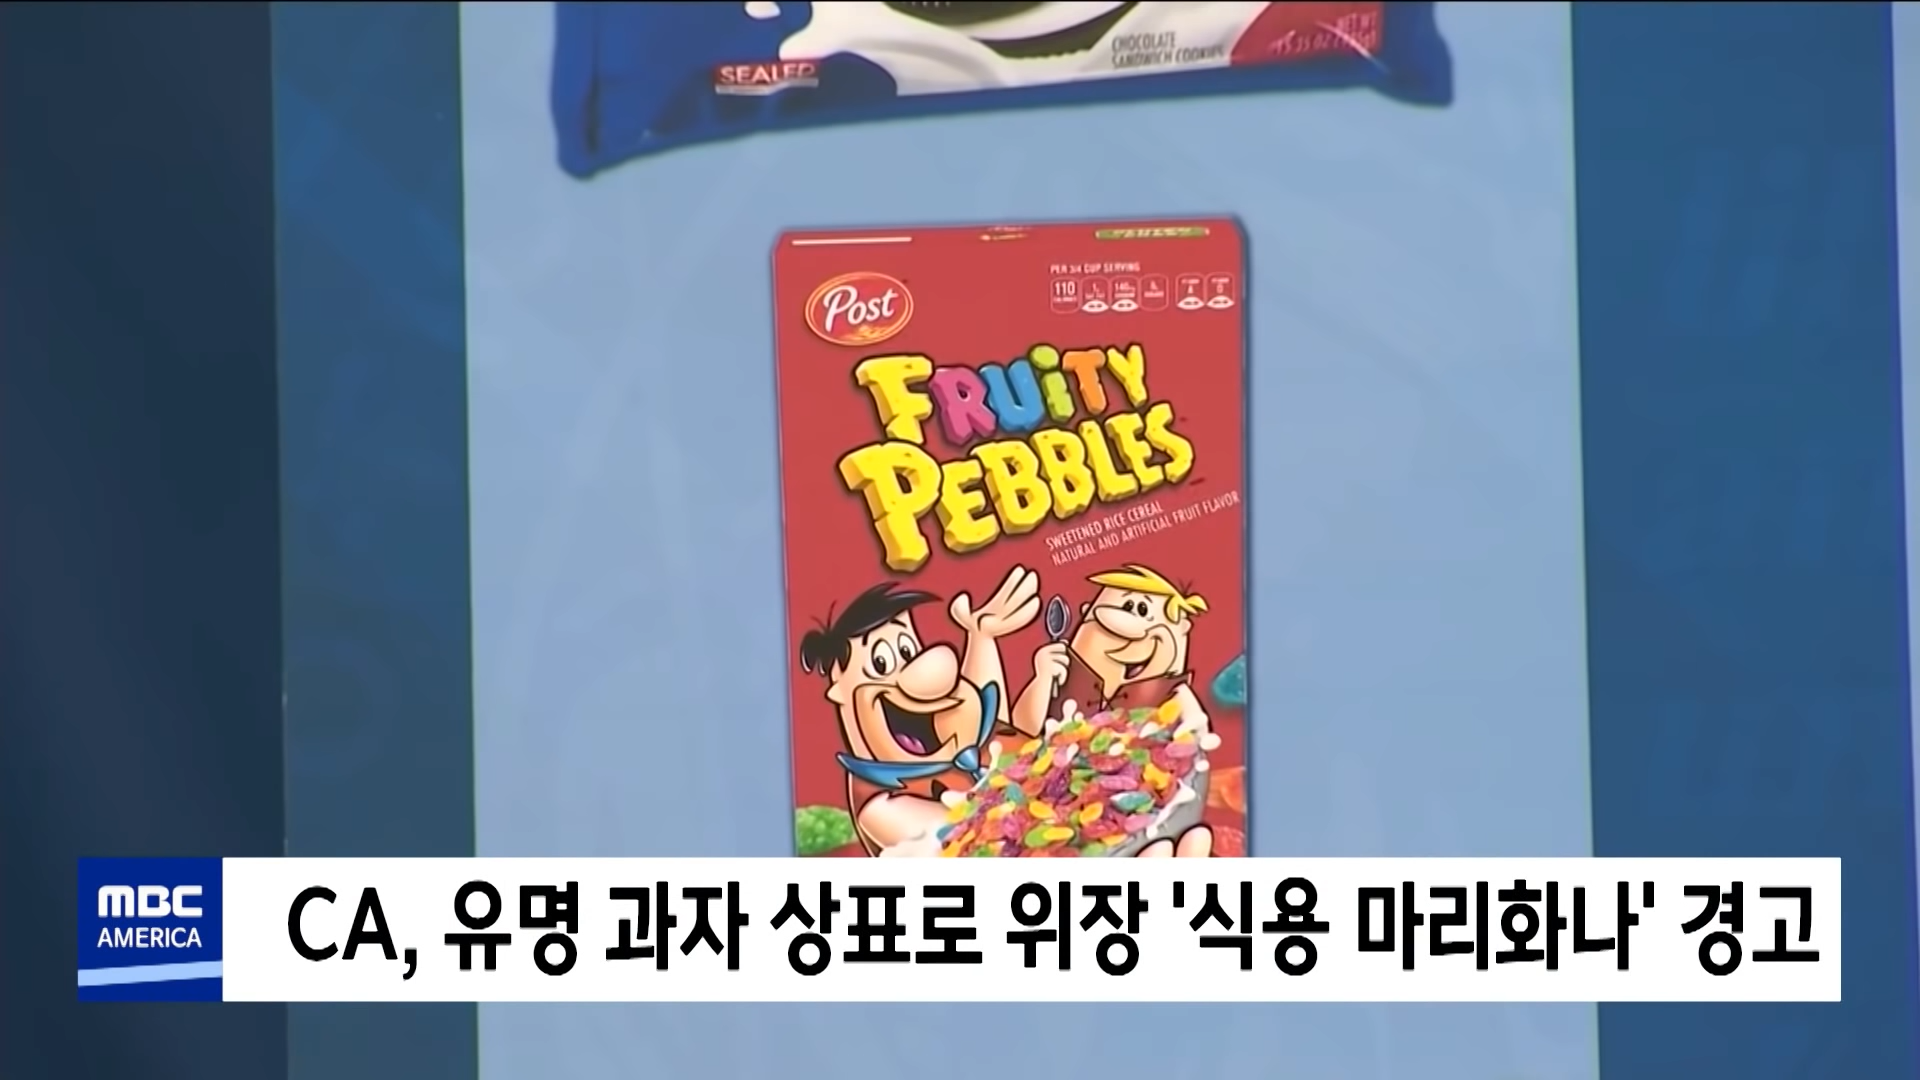 SEALED
CHOCOLATE
SANDWICH COOKIES
NET WT
Post
PER 3/4 CUP SERVING
110
140
FRUITY
PEBBLES
SWEETENED RICE CEREAL
NATURAL AND ARTIFICIAL FRUIT FLAVOR
MBC
AMERICA
CA, 유명 과자 상표로 위장 '식용 마리화나' 경고